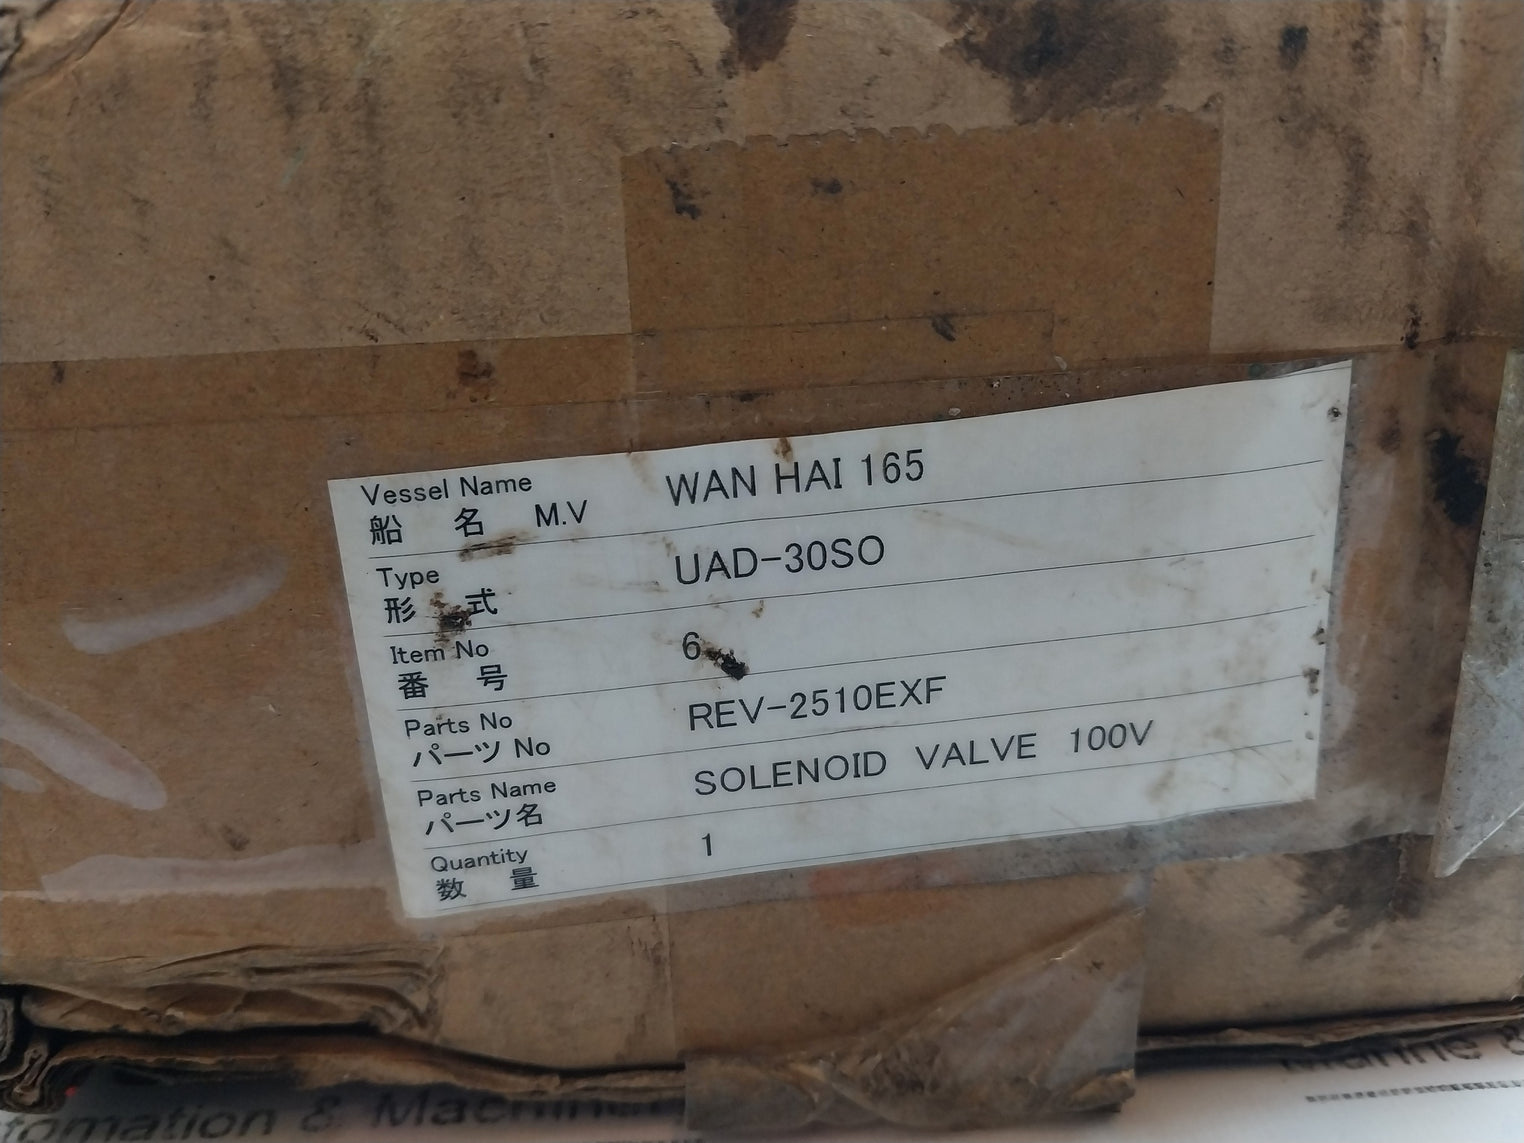 Vessel Name
船 名 M.V WAN HAI 165
Type
形 式 UAD-30SO
Item No
番 号 6
Parts No
パーツ No REV-2510EXF
Parts Name
パーツ名 SOLENOID VALVE 100V
Quantity
数 量 1
Marine &
tomation &